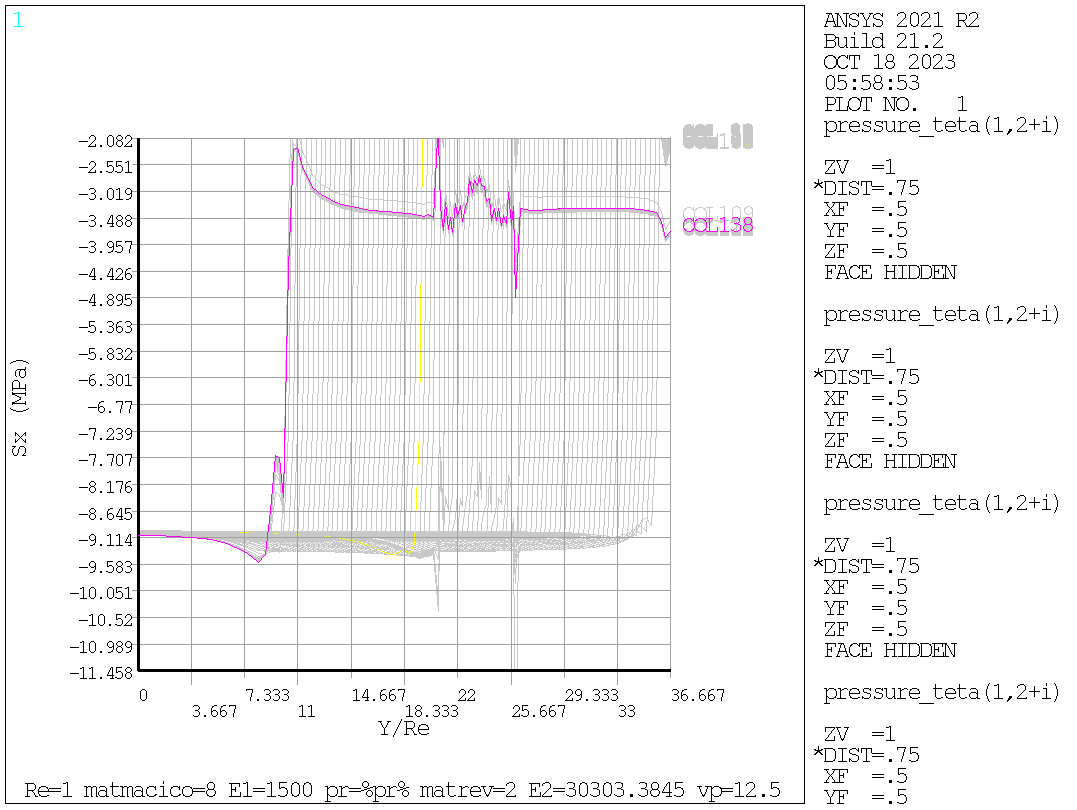 1
ANSYS 2021 R2
Build 21.2
OCT 18 2023
05:58:53
PLOT NO.   1
pressure_teta(1,2+i)
ZV  =1
*DIST=.75
XF  =.5
YF  =.5
ZF  =.5
FACE HIDDEN
pressure_teta(1,2+i)
ZV  =1
*DIST=.75
XF  =.5
YF  =.5
ZF  =.5
FACE HIDDEN
pressure_teta(1,2+i)
ZV  =1
*DIST=.75
XF  =.5
YF  =.5
ZF  =.5
FACE HIDDEN
pressure_teta(1,2+i)
ZV  =1
*DIST=.75
XF  =.5
YF  =.5
-2.082
-2.551
-3.019
-3.488
-3.957
-4.426
-4.895
-5.363
-5.832
-6.301
-6.77
-7.239
-7.707
-8.176
-8.645
-9.114
-9.583
-10.051
-10.52
-10.989
-11.458
Sx (MPa)
COL138
0 7.333 14.667 22 29.333 36.667
3.667 11 18.333 25.667 33
Y/Re
Re=1 matmacico=8 E1=1500 pr=%pr% matrev=2 E2=30303.3845 vp=12.5